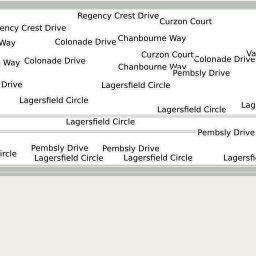 Regency Crest Drive
Curzon Court
ency Crest Drive
Chanbourne Way
Way
Colonade Drive
Curzon Court
Va
Colonade Drive
Way
Colonade Drive
Chanbourne Way
Pembsly Drive
Drive
Lagersfield Circle
Lagersfield Circle
Lag
Lagersfield Circle
Lagersfield Circle
Pembsly Drive
Pembsly Drive
Pembsly Drive
ircle
Lagersfield Circle
Lagersfield Circle
Lagersfi